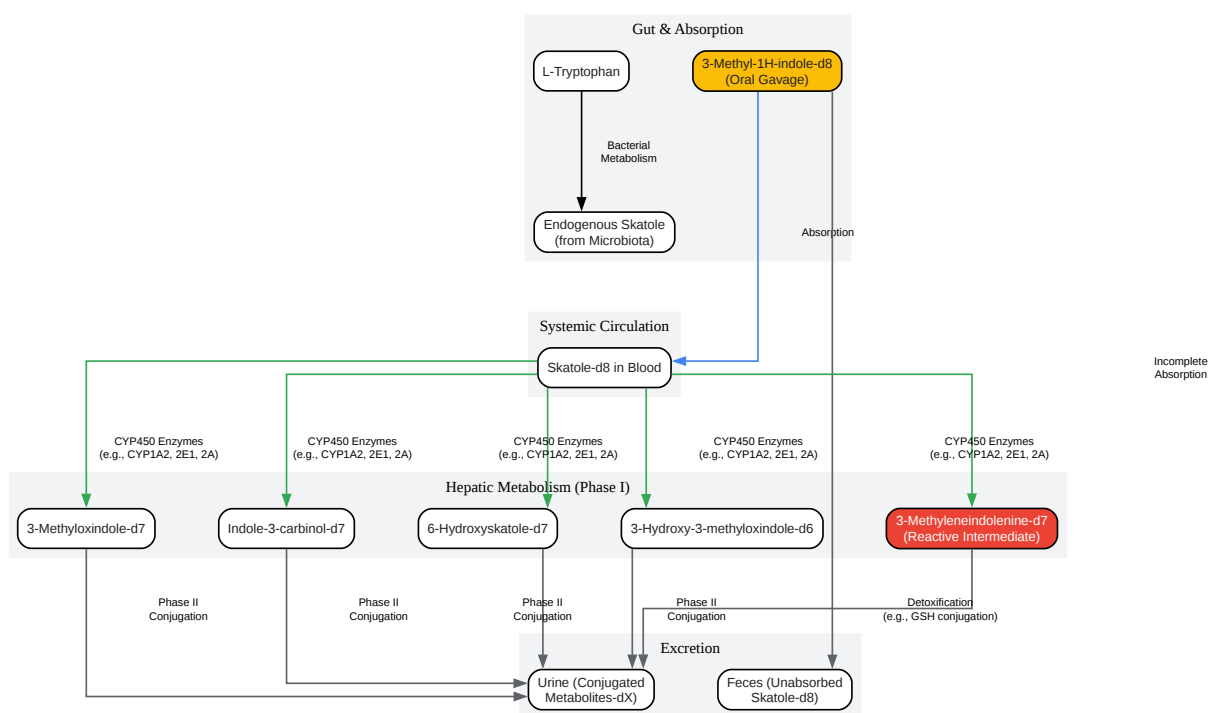 Gut & Absorption
L-Tryptophan
3-Methyl-1H-indole-d8
(Oral Gavage)
Bacterial
Metabolism
Endogenous Skatole
(from Microbiota)
Absorption
Systemic Circulation
Skatole-d8 in Blood
Incomplete
Absorption
CYP450 Enzymes
(e.g., CYP1A2, 2E1, 2A)
CYP450 Enzymes
(e.g., CYP1A2, 2E1, 2A)
CYP450 Enzymes
(e.g., CYP1A2, 2E1, 2A)
CYP450 Enzymes
(e.g., CYP1A2, 2E1, 2A)
CYP450 Enzymes
(e.g., CYP1A2, 2E1, 2A)
Hepatic Metabolism (Phase I)
3-Methyloxindole-d7
Indole-3-carbinol-d7
6-Hydroxyskatole-d7
3-Hydroxy-3-methyloxindole-d6
3-Methyleneindolenine-d7
(Reactive Intermediate)
Phase II
Conjugation
Phase II
Conjugation
Phase II
Conjugation
Phase II
Conjugation
Detoxification
(e.g., GSH conjugation)
Excretion
Urine (Conjugated
Metabolites-dX)
Feces (Unabsorbed
Skatole-d8)